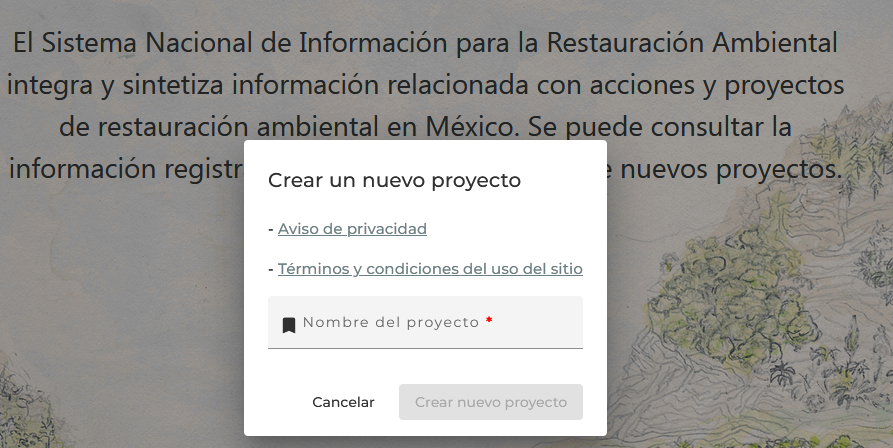 El Sistema Nacional de Información para la Restauración Ambiental
integra y sintetiza información relacionada con acciones y proyectos
de restauración ambiental en México. Se puede consultar la
información nuevos proyectos.
Crear un nuevo proyecto
- Aviso de privacidad
- Términos y condiciones del uso del sitio
Nombre del proyecto *
Cancelar Crear nuevo proyecto